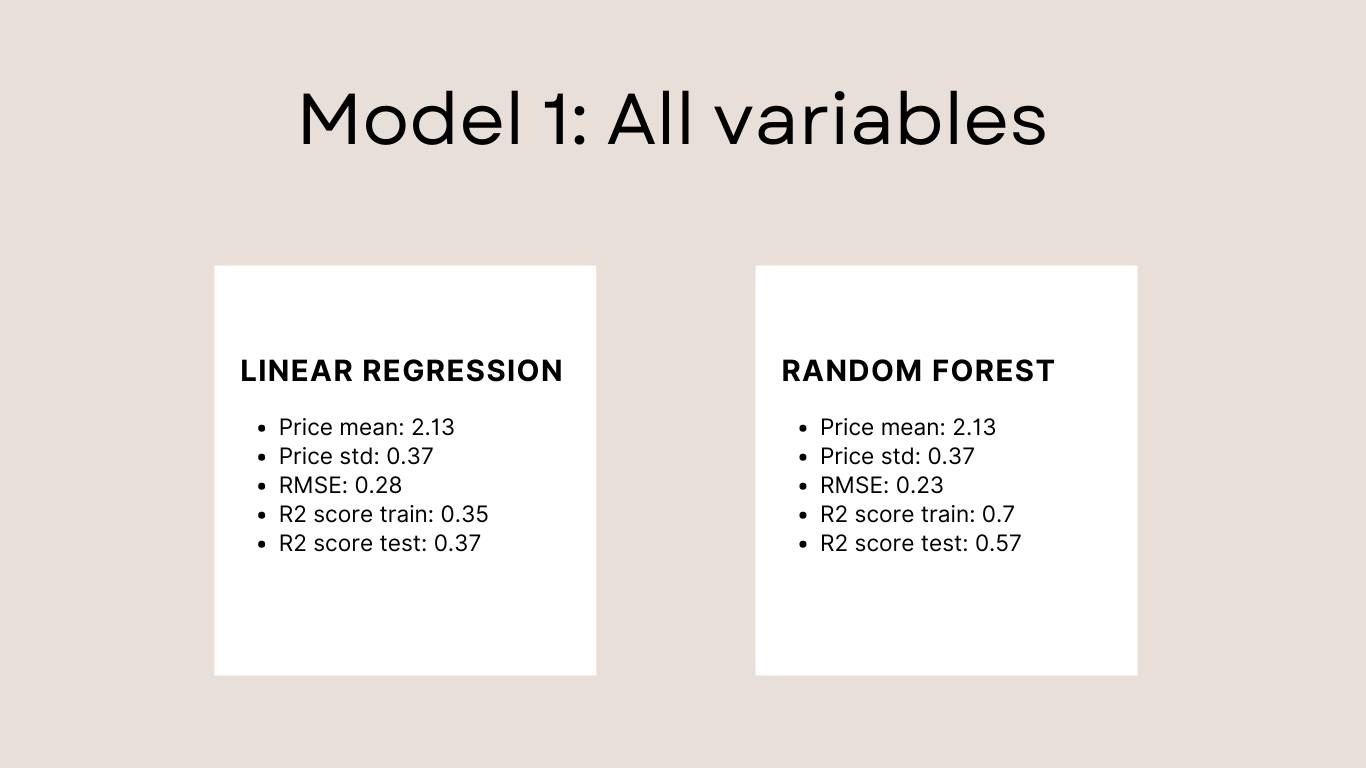 Model 1: All variables
LINEAR REGRESSION
• Price mean: 2.13
• Price std: 0.37
• RMSE: 0.28
• R2 score train: 0.35
• R2 score test: 0.37
RANDOM FOREST
• Price mean: 2.13
• Price std: 0.37
• RMSE: 0.23
• R2 score train: 0.7
• R2 score test: 0.57